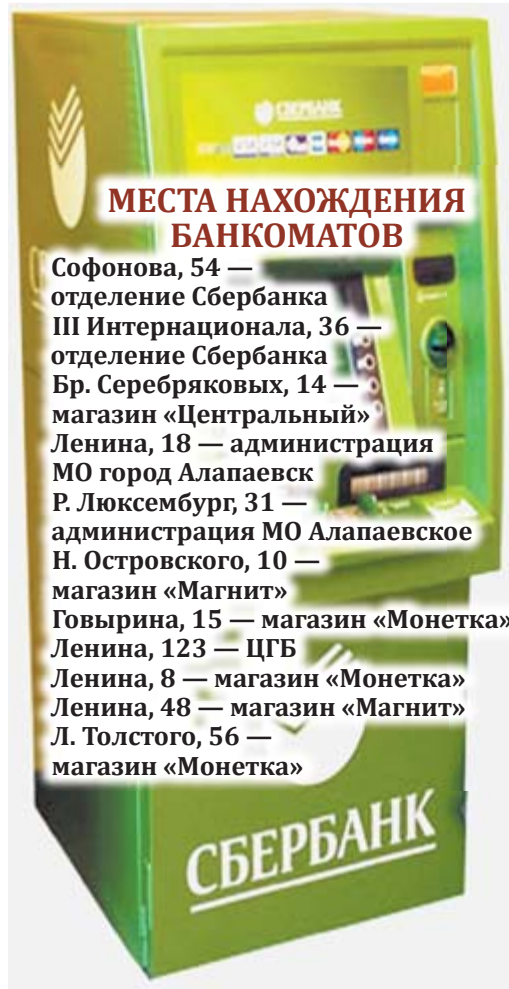 СБЕРБАНК
МЕСТА НАХОЖДЕНИЯ
БАНКОМАТОВ
Софонова, 54 —
отделение Сбербанка
III Интернационала, 36 —
отделение Сбербанка
Бр. Серебряковых, 14 —
магазин «Центральный»
Ленина, 18 — администрация
МО город Алапаевск
Р. Люксембург, 31 —
администрация МО Алапаевское
Н. Островского, 10 —
магазин «Магнит»
Говырина, 15 — магазин «Монетка»
Ленина, 123 — ЦГБ
Ленина, 8 — магазин «Монетка»
Ленина, 48 — магазин «Магнит»
Л. Толстого, 56 —
магазин «Монетка»
СБЕРБАНК